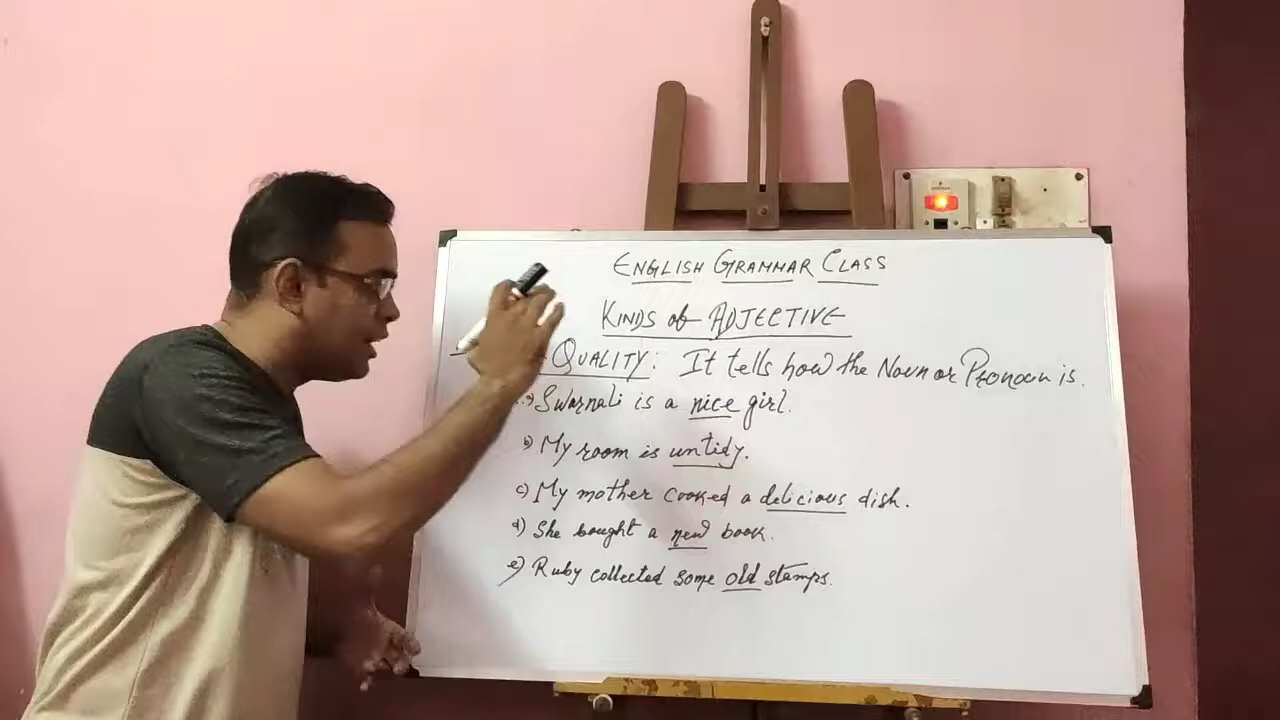 ENGLISH GRAMMAR CLASS
KINDS of ADJECTIVE
QUALITY: It tells how the Noun or Pronoun is.
Swarnali is a nice girl.
b) My room is untidy.
c) My mother cooked a delicious dish.
d) She bought a new book.
e) Ruby collected some old stamps.